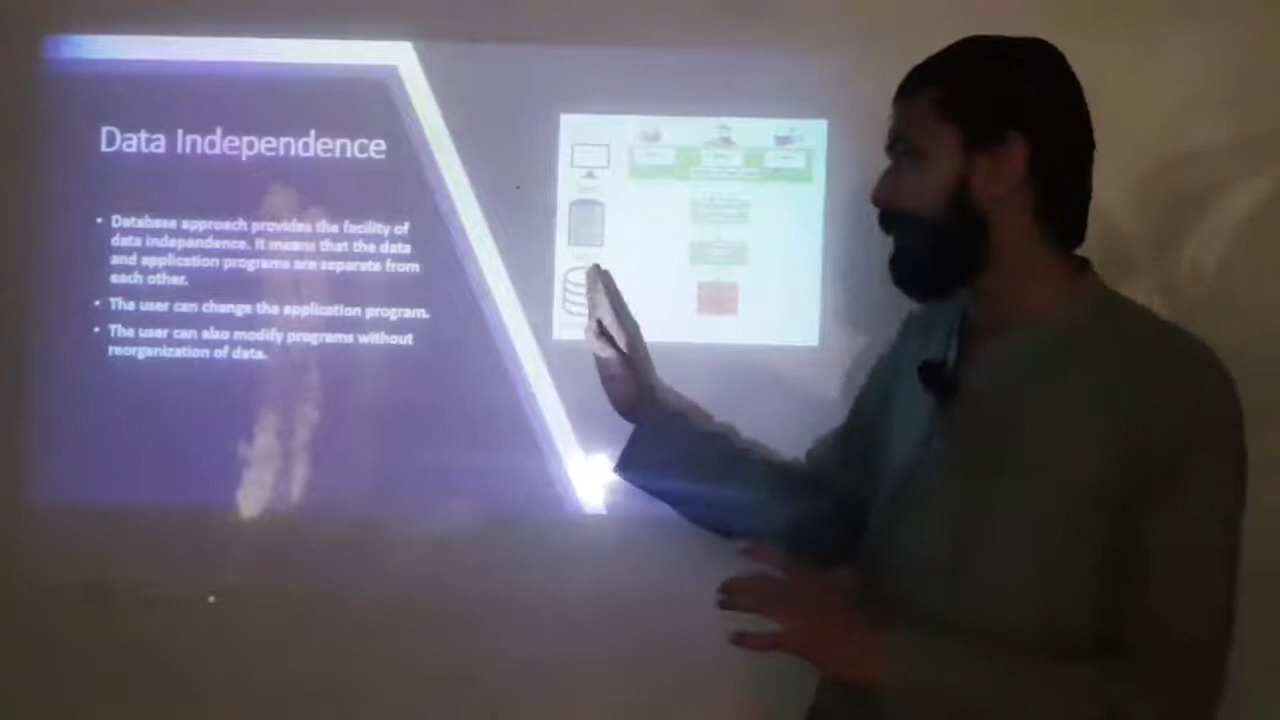 Data Independence
• Database approach provides the facility of
data independence. It means that the data
and application programs are separate from
each other.
• The user can change the application program.
• The user can also modify programs without
reorganization of data.